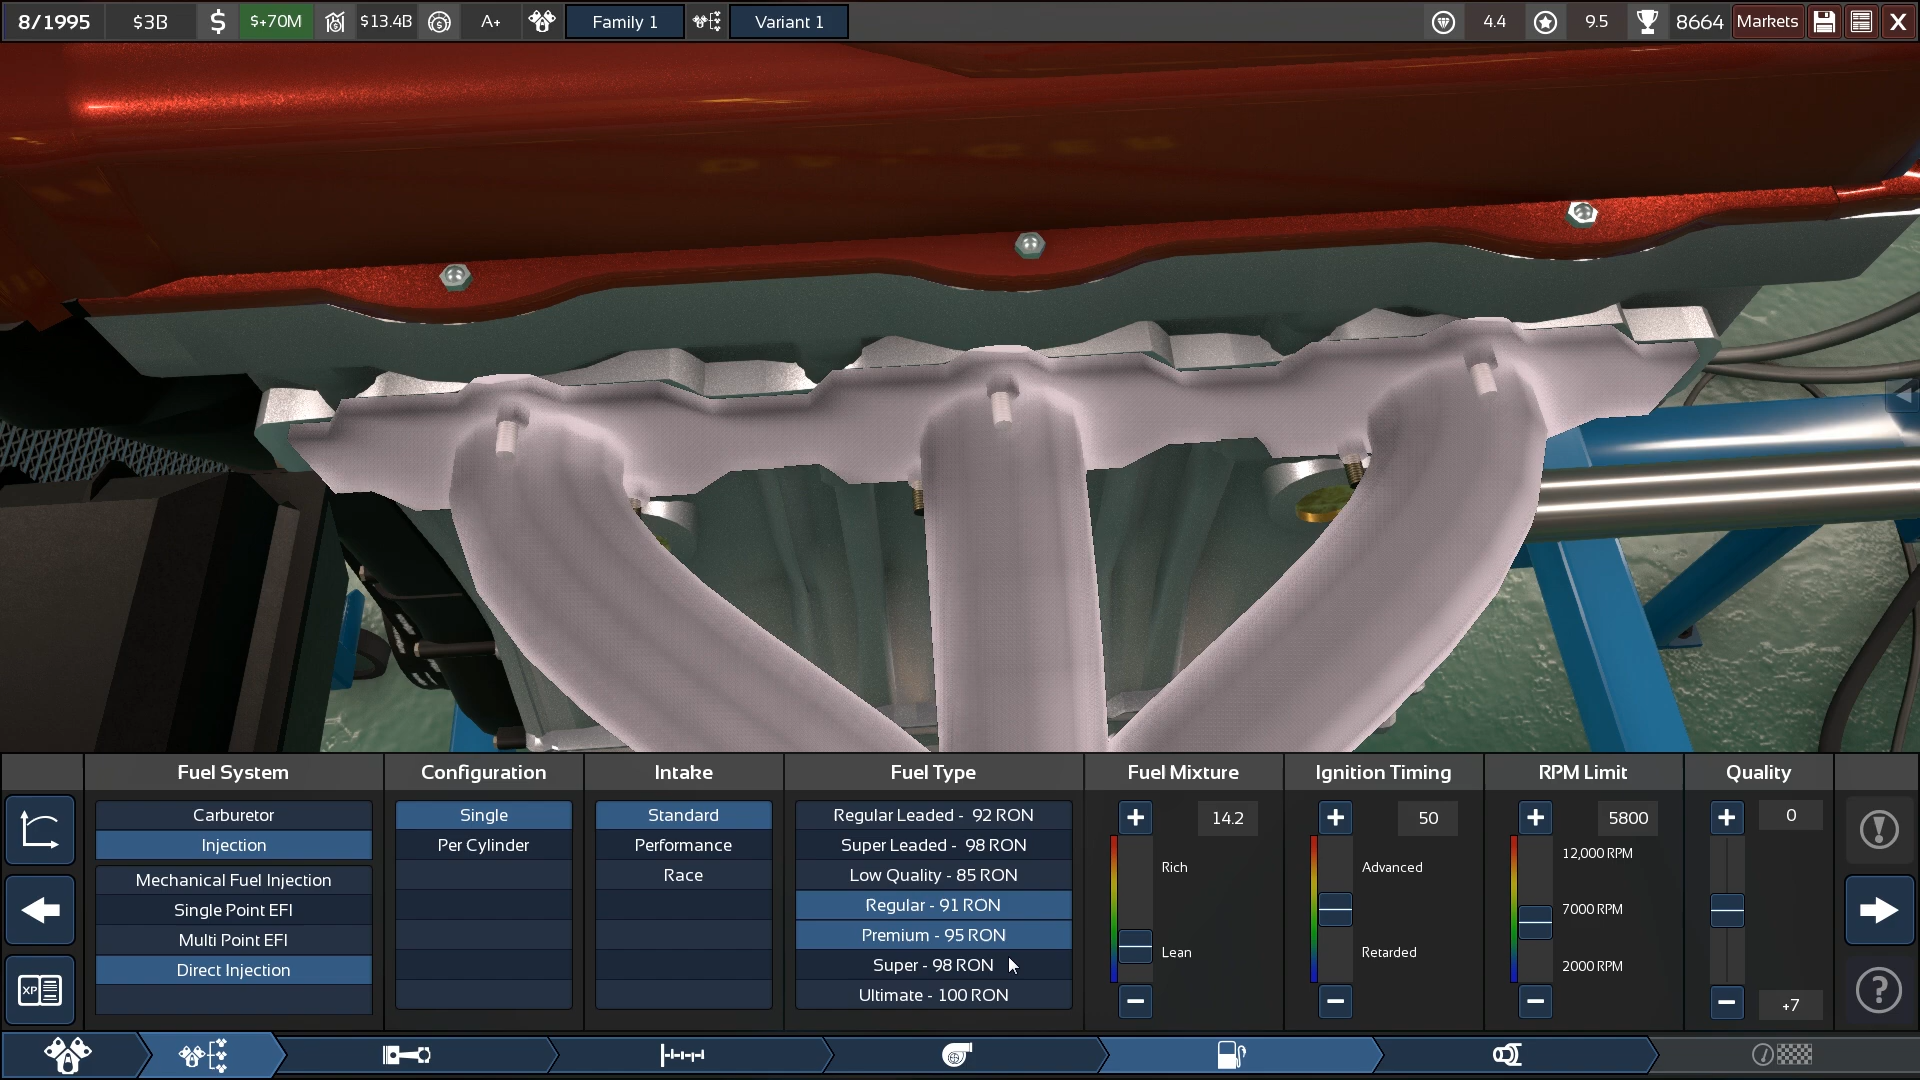 8/1995
$3B
$+70M
$13.4B
A+
Family 1
Variant 1
4.4
9.5
8664
Markets
X
Fuel System
Configuration
Intake
Fuel Type
Fuel Mixture
Ignition Timing
RPM Limit
Quality
Carburetor
Injection
Mechanical Fuel Injection
Single Point EFI
Multi Point EFI
Direct Injection
Single
Per Cylinder
Standard
Performance
Race
Regular Leaded - 92 RON
Super Leaded - 98 RON
Low Quality - 85 RON
Regular - 91 RON
Premium - 95 RON
Super - 98 RON
Ultimate - 100 RON
14.2
Rich
Lean
50
Advanced
Retarded
5800
12,000 RPM
7000 RPM
2000 RPM
0
+7
XP